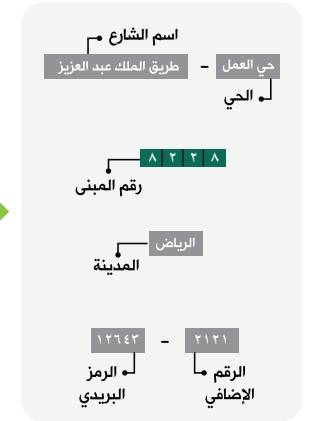 اسم الشارع
حي العمل – طريق الملك عبد العزيز
الحي
٨ ٢ ٢ ٨
رقم المبنى
الرياض
المدينة
٢١٢١ – ١٢٦٤٣
الرقم الإضافي
الرمز البريدي